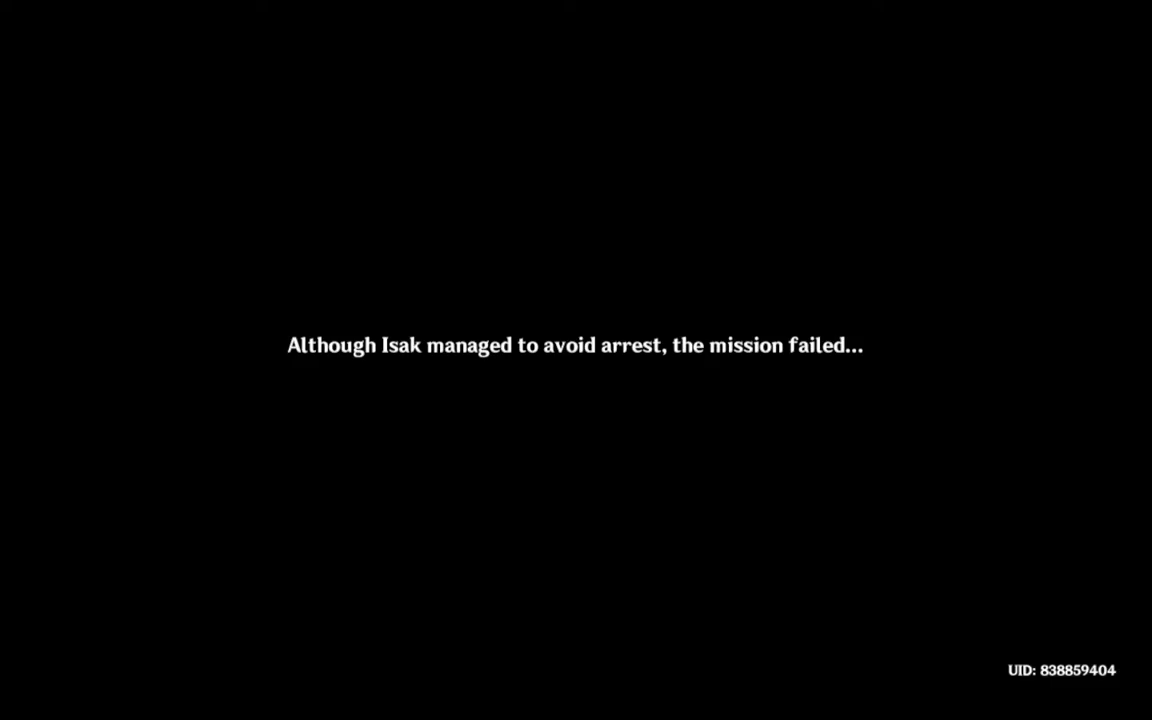 Although Isak managed to avoid arrest, the mission failed...
UID: 838859404